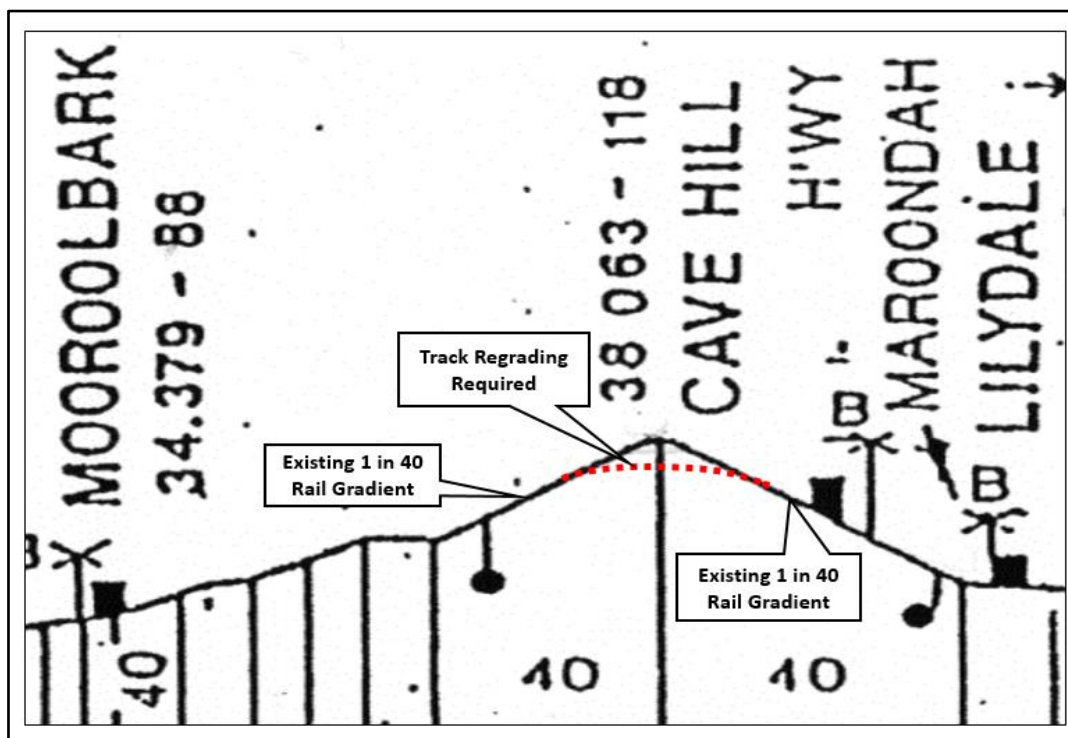 MOOROOLBARK
34.379 - 88
38 063 - 118
CAVE HILL
H'WY
MAROONDAH
LILYDALE
B
B
Track Regrading
Required
Existing 1 in 40
Rail Gradient
Existing 1 in 40
Rail Gradient
40
40
40